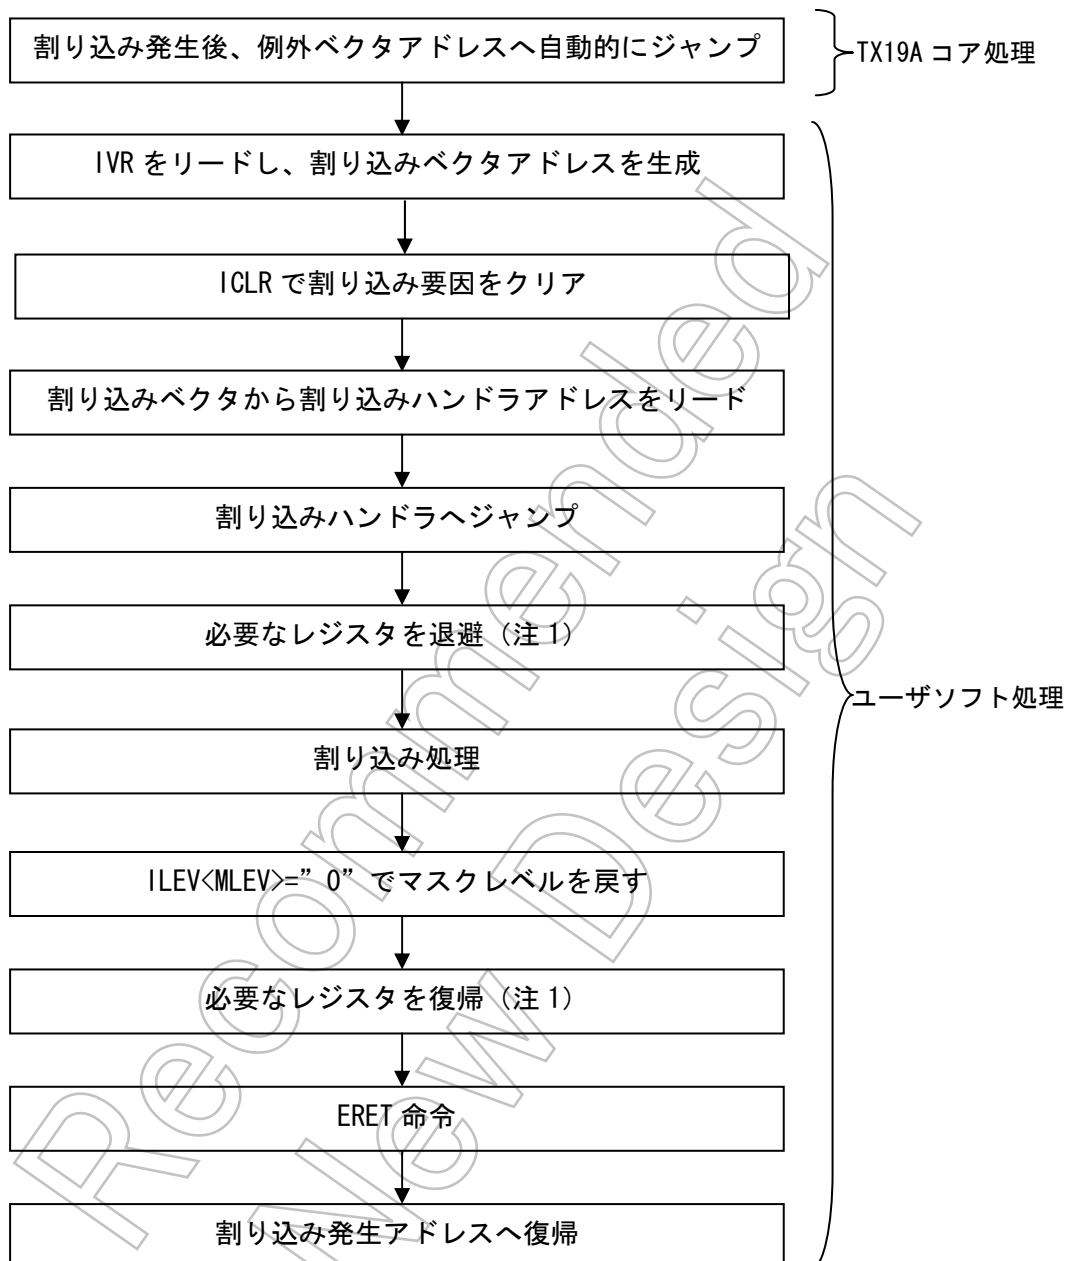 割り込み発生後、例外ベクタアドレスへ自動的にジャンプ
TX19A コア処理
IVR をリードし、割り込みベクタアドレスを生成
ICLR で割り込み要因をクリア
割り込みベクタから割り込みハンドラアドレスをリード
割り込みハンドラへジャンプ
必要なレジスタを退避（注 1）
ユーザソフト処理
割り込み処理
ILEV<MLEV>=”0”でマスクレベルを戻す
必要なレジスタを復帰（注 1）
ERET 命令
割り込み発生アドレスへ復帰
Recommended
New Design